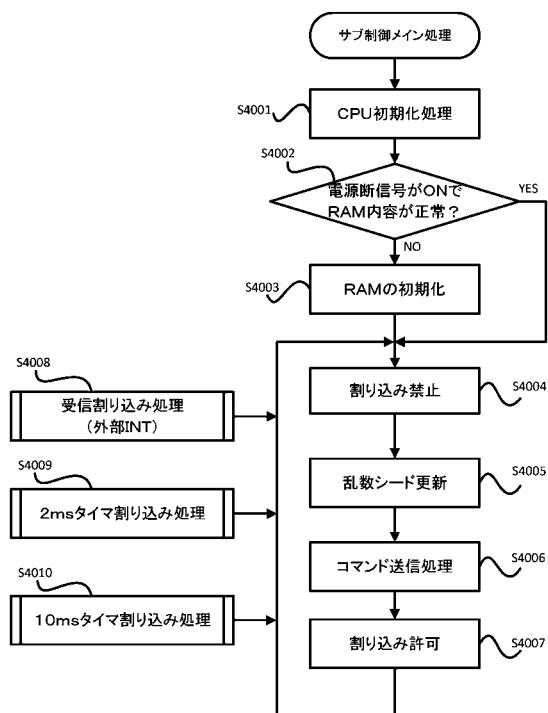 サブ制御メイン処理
S4001
CPU初期化処理
S4002
電源断信号がONで
RAM内容が正常?
YES
NO
S4003
RAMの初期化
S4008
受信割り込み処理
(外部INT)
割り込み禁止
S4004
S4009
2msタイマ割り込み処理
乱数シード更新
S4005
コマンド送信処理
S4006
S4010
10msタイマ割り込み処理
割り込み許可
S4007